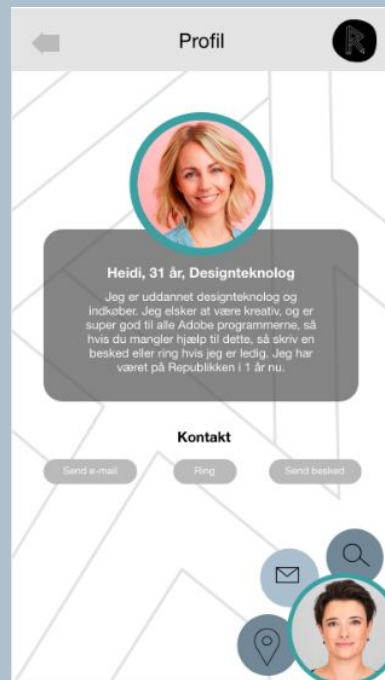 Profil
R
Heidi, 31 år, Designteknolog
Jeg er uddannet designteknolog og
indkøber. Jeg elsker at være kreativ, og er
super god til alle Adobe programmerne, så
hvis du mangler hjælp til dette, så skriv en
besked eller ring hvis jeg er ledig. Jeg har
været på Republikken i 1 år nu.
Kontakt
Send e-mail Ring Send besked